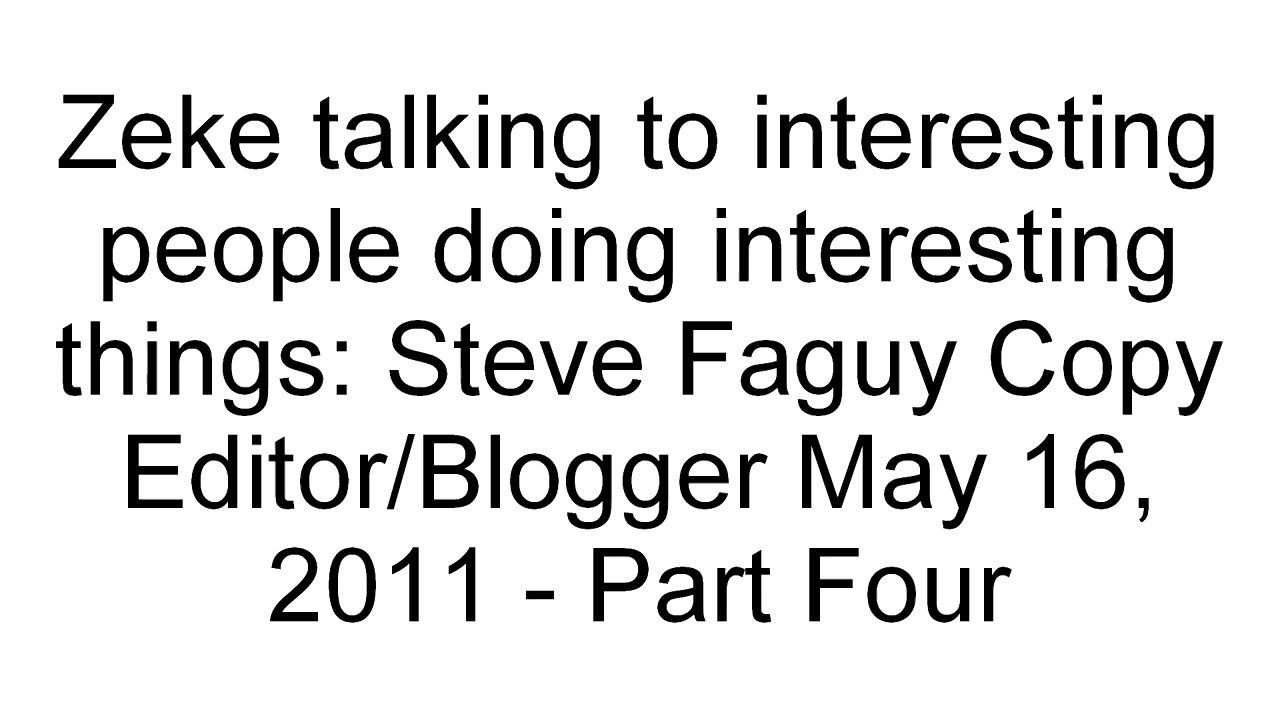 Zeke talking to interesting
people doing interesting
things: Steve Faguy Copy
Editor/Blogger May 16,
2011 - Part Four